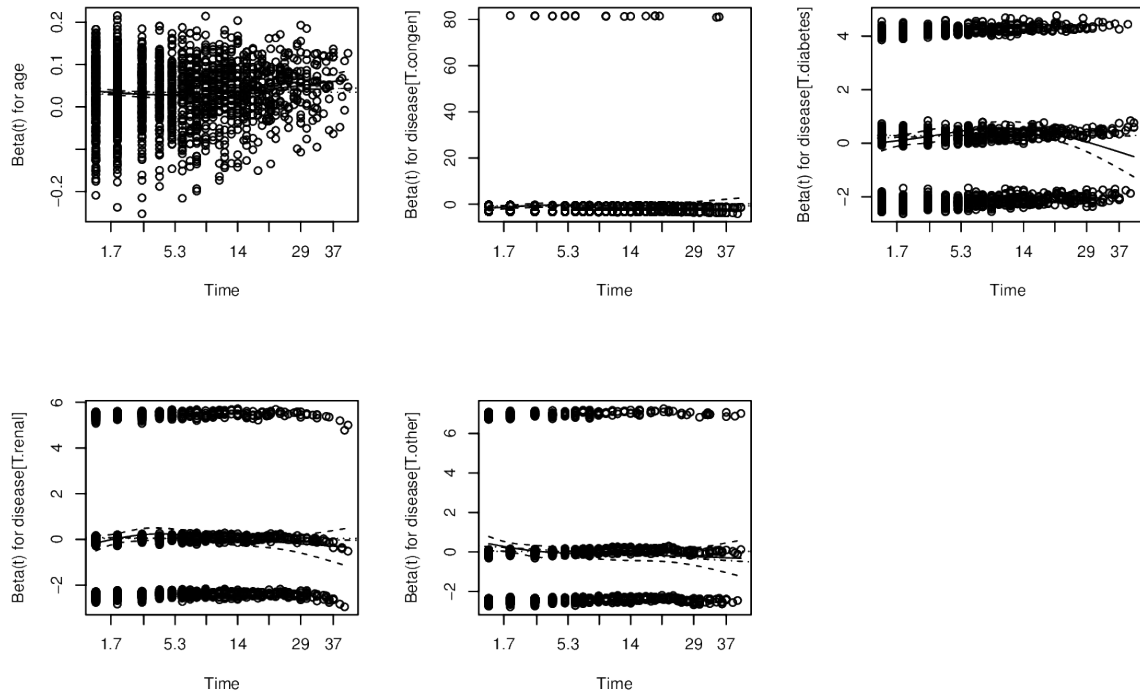 Beta(t) for age
0.2
0.1
0.0
−0.2
1.7 5.3 14 29 37
Time
Beta(t) for disease[T.congen]
80
60
40
20
0
1.7 5.3 14 29 37
Time
Beta(t) for disease[T.diabetes]
4
2
0
−2
1.7 5.3 14 29 37
Time
Beta(t) for disease[T.renal]
6
4
2
0
−2
1.7 5.3 14 29 37
Time
Beta(t) for disease[T.other]
6
4
2
0
−2
1.7 5.3 14 29 37
Time